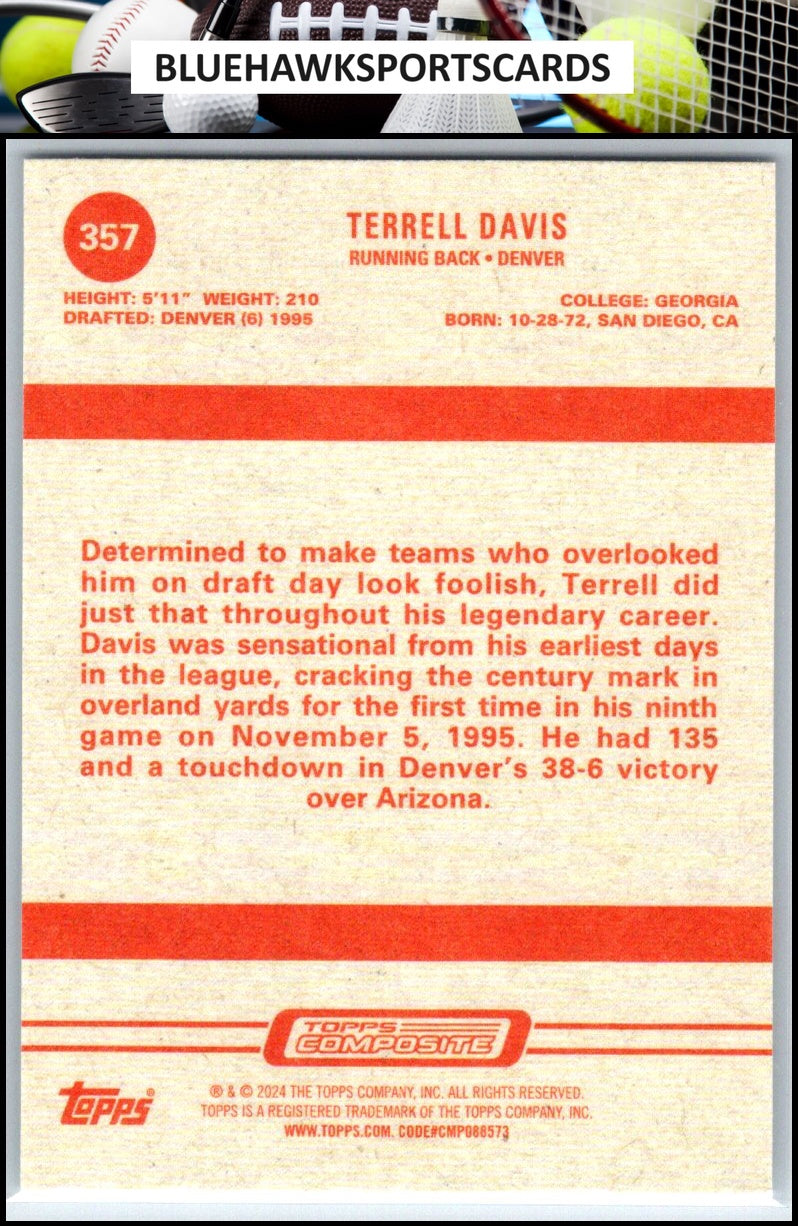 BLUEHAWKSPORTSCARDS
357
TERRELL DAVIS
RUNNING BACK • DENVER
HEIGHT: 5'11" WEIGHT: 210
DRAFTED: DENVER (6) 1995
COLLEGE: GEORGIA
BORN: 10-28-72, SAN DIEGO, CA
Determined to make teams who overlooked
him on draft day look foolish, Terrell did
just that throughout his legendary career.
Davis was sensational from his earliest days
in the league, cracking the century mark in
overland yards for the first time in his ninth
game on November 5, 1995. He had 135
and a touchdown in Denver's 38-6 victory
over Arizona.
TOPPS
COMPOSITE
topps®
® & © 2024 THE TOPPS COMPANY, INC. ALL RIGHTS RESERVED.
TOPPS IS A REGISTERED TRADEMARK OF THE TOPPS COMPANY, INC.
WWW.TOPPS.COM. CODE#CMP088573